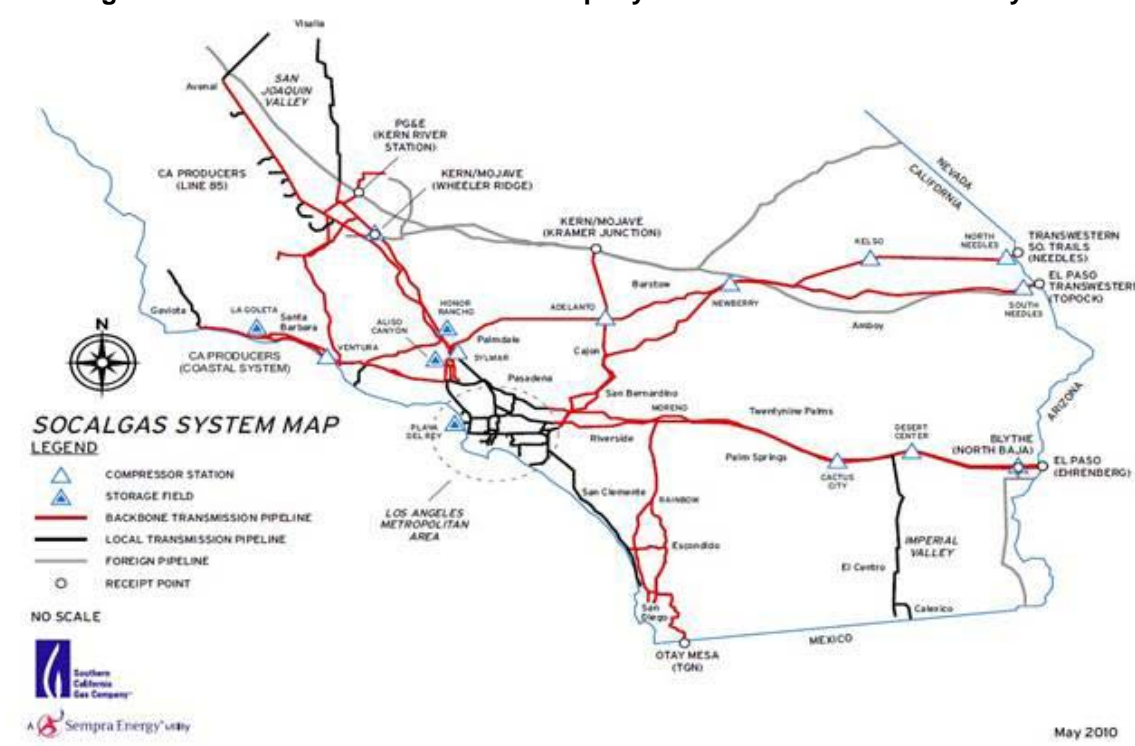 Visalia
Avenal
SAN
JOAQUIN
VALLEY
PG&E
(KERN RIVER
STATION)
CA PRODUCERS
(LINE 85)
KERN/MOJAVE
(WHEELER RIDGE)
KERN/MOJAVE
(KRAMER JUNCTION)
NEVADA
CALIFORNIA
KELSO
NORTH
NEEDLES
TRANSWESTERN
SO. TRAILS
(NEEDLES)
EL PASO
TRANSWESTERN
(TOPOCK)
SOUTH
NEEDLES
Barstow
NEWBERRY
Amboy
ADELANTO
Gaviota
LA GOLETA
Santa
Barbara
HONOR
RANCHO
ALISO
CANYON
Palmdale
SYLMAR
Cajon
N
CA PRODUCERS
(COASTAL SYSTEM)
VENTURA
Pasadena
San Bernardino
MORENO
Twentynine Palms
ARIZONA
SOCALGAS SYSTEM MAP
LEGEND
COMPRESSOR STATION
STORAGE FIELD
BACKBONE TRANSMISSION PIPELINE
LOCAL TRANSMISSION PIPELINE
FOREIGN PIPELINE
RECEIPT POINT
NO SCALE
PLAYA
DEL REY
Riverside
Palm Springs
DESERT
CENTER
BLYTHE
(NORTH BAJA)
EL PASO
(EHRENBERG)
CACTUS
CITY
LOS ANGELES
METROPOLITAN
AREA
San Clemente
RAINBOW
Escondido
IMPERIAL
VALLEY
El Centro
Calexico
San
Diego
MEXICO
OTAY MESA
(TGN)
Southern
California
Gas Company
A Sempra Energy utility
May 2010